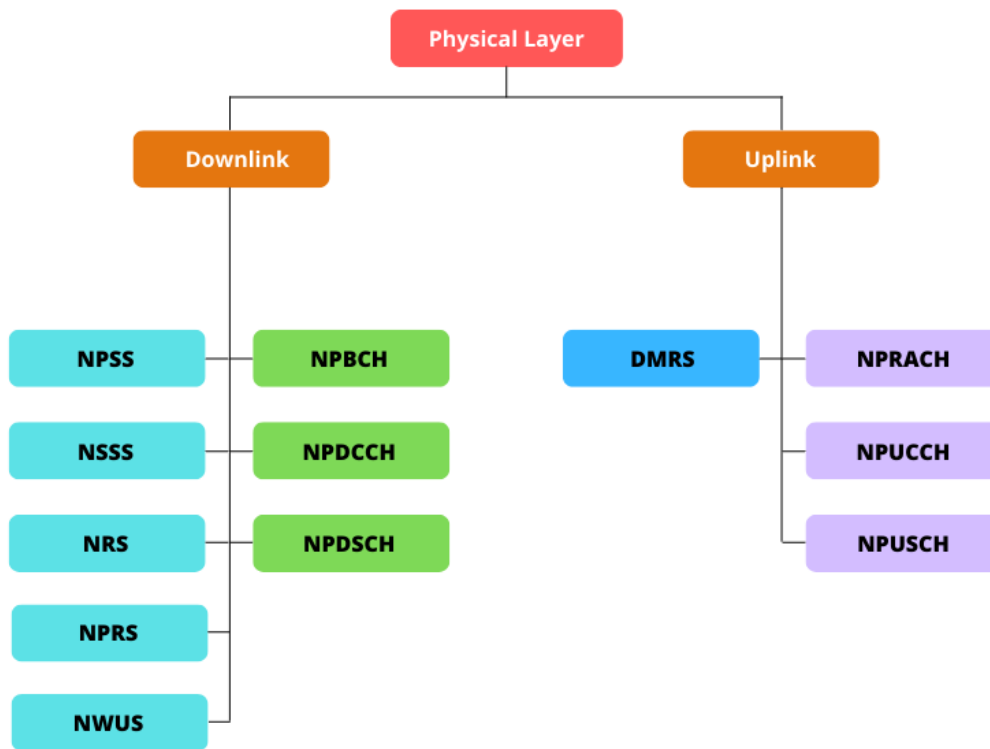 Physical Layer
Downlink
Uplink
NPSS
NPBCH
DMRS
NPRACH
NSSS
NPDCCH
NPUCCH
NRS
NPDSCH
NPUSCH
NPRS
NWUS